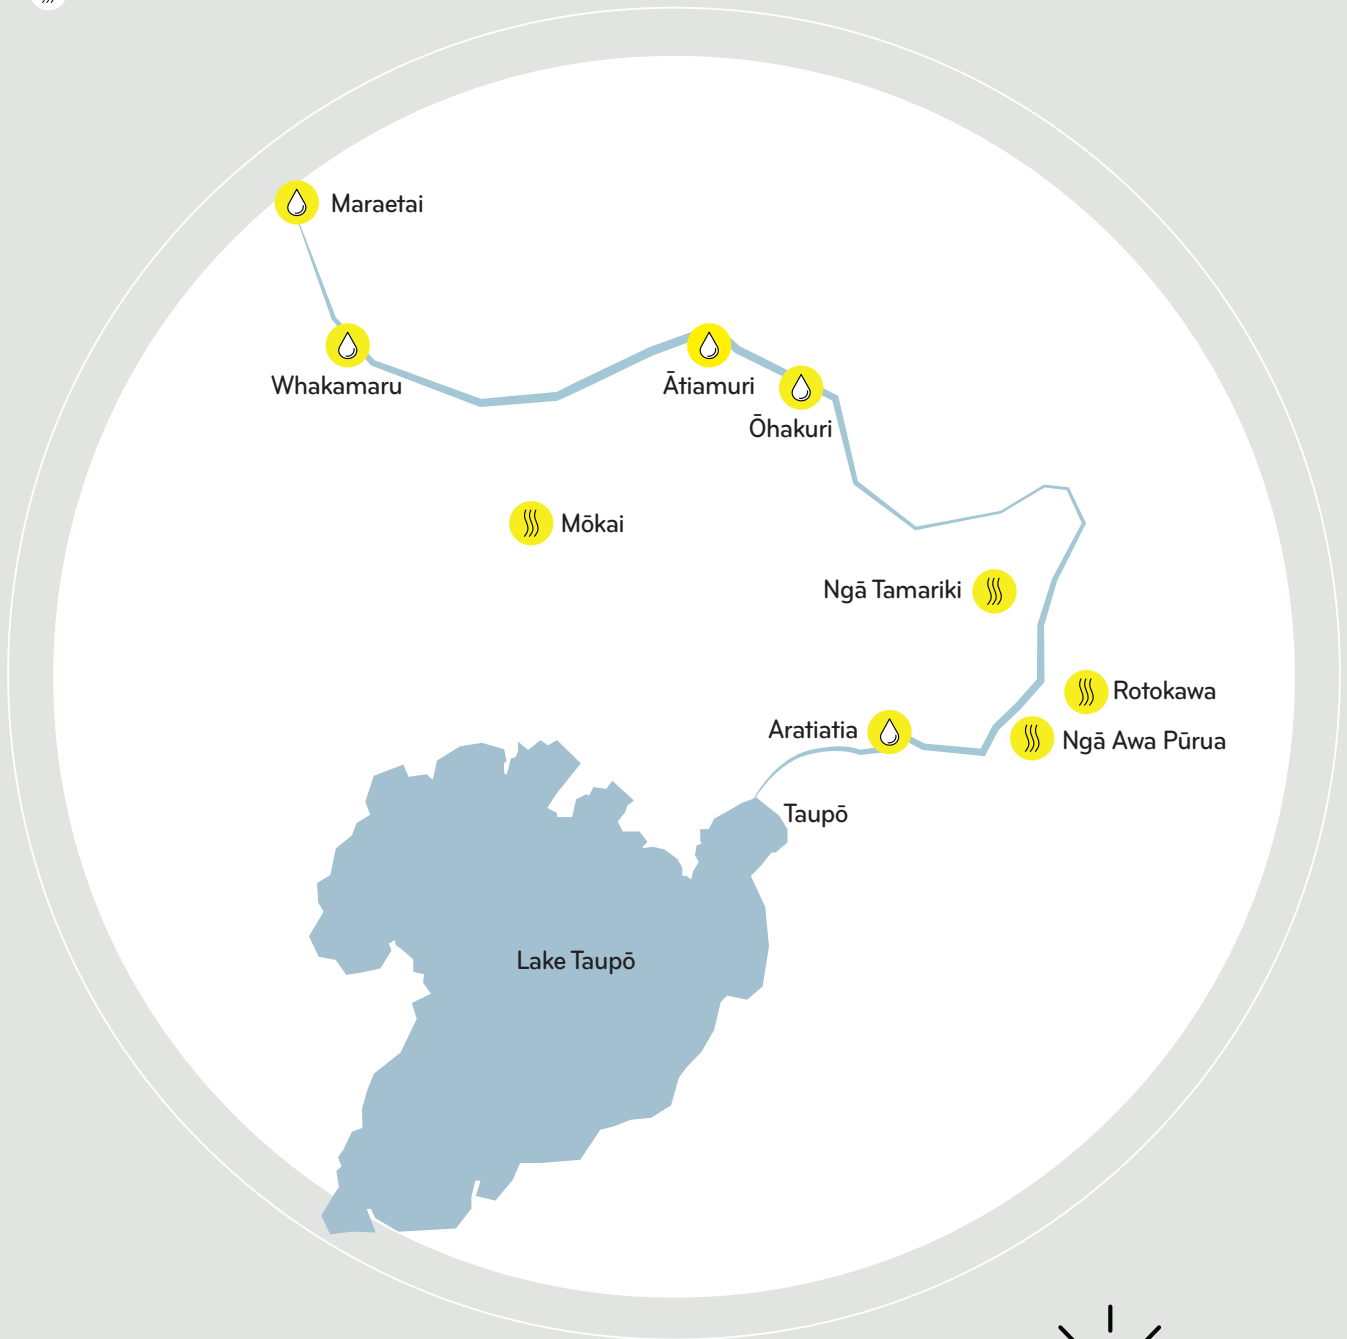 Maraetai
Whakamaru
Ātiamuri
Ōhakuri
Mōkai
Ngā Tamariki
Rotokawa
Aratiatia
Ngā Awa Pūrua
Taupō
Lake Taupō